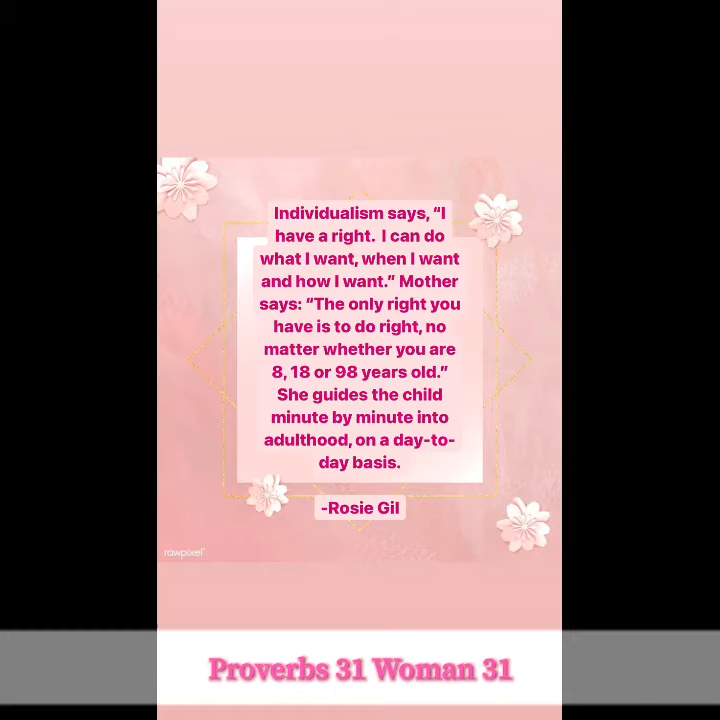 Individualism says, “I
have a right.  I can do
what I want, when I want
and how I want.” Mother
says: “The only right you
have is to do right, no
matter whether you are
8, 18 or 98 years old.”
She guides the child
minute by minute into
adulthood, on a day-to-
day basis.
-Rosie Gil
rawpixel
Proverbs 31 Woman 31